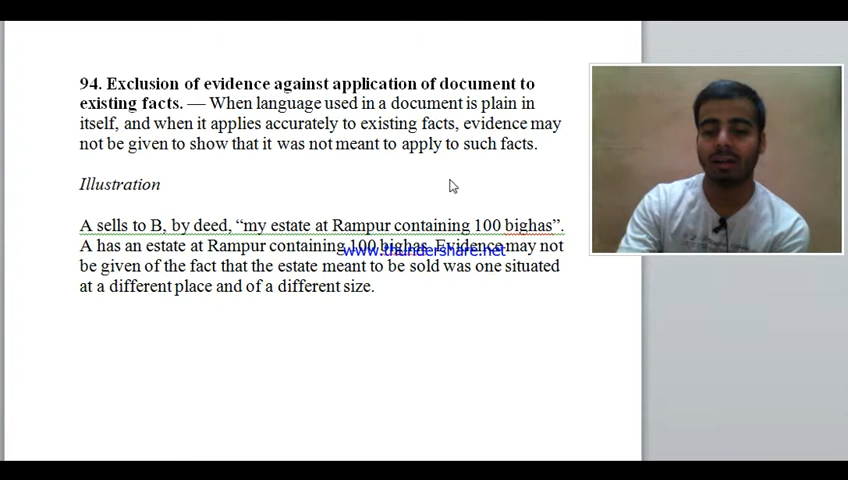 94. Exclusion of evidence against application of document to
existing facts. — When language used in a document is plain in
itself, and when it applies accurately to existing facts, evidence may
not be given to show that it was not meant to apply to such facts.
Illustration
A sells to B, by deed, “my estate at Rampur containing 100 bighas”.
A has an estate at Rampur containing 100 bighas. Evidence may not
www.thundershare.net
be given of the fact that the estate meant to be sold was one situated
at a different place and of a different size.